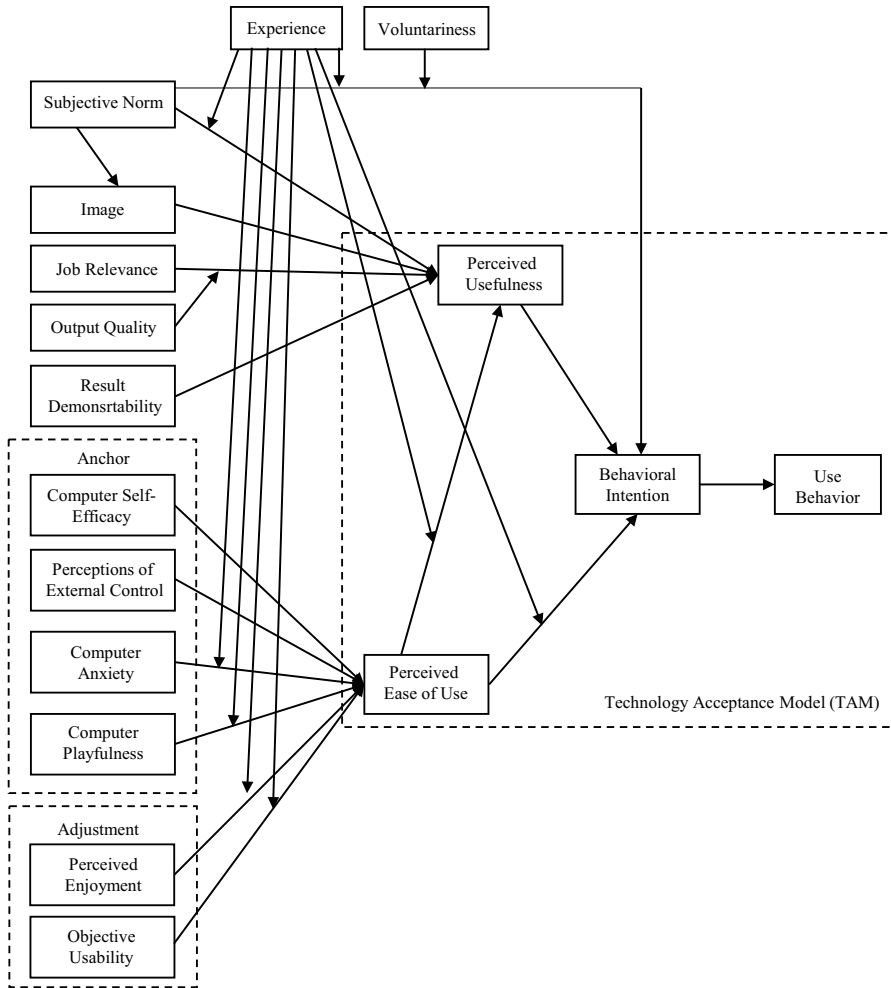 Experience
Voluntariness
Subjective Norm
Image
Job Relevance
Output Quality
Result
Demonsrtability
Perceived
Usefulness
Anchor
Computer Self-
Efficacy
Perceptions of
External Control
Computer
Anxiety
Computer
Playfulness
Behavioral
Intention
Use
Behavior
Perceived
Ease of Use
Technology Acceptance Model (TAM)
Adjustment
Perceived
Enjoyment
Objective
Usability